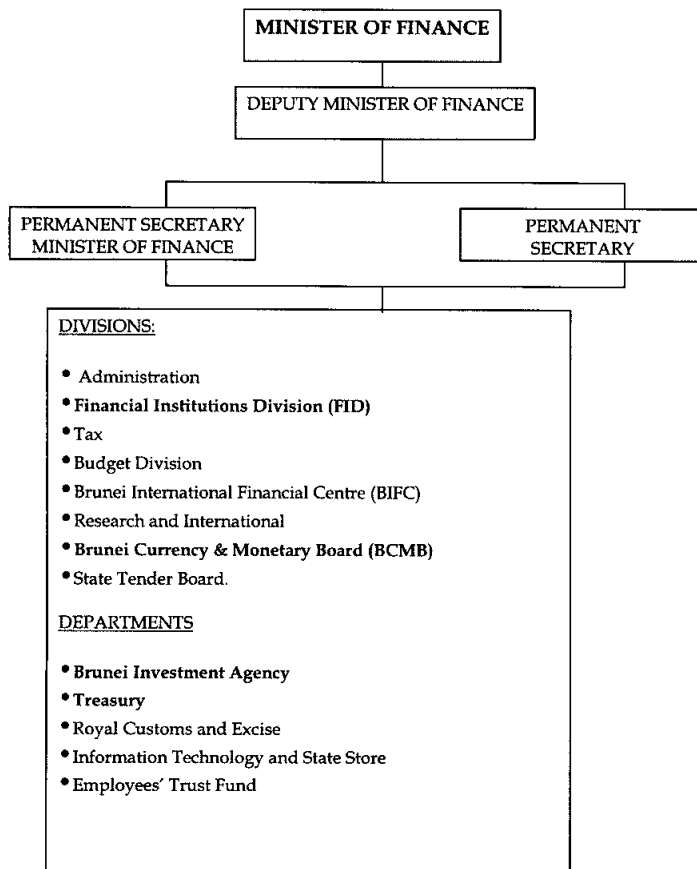 MINISTER OF FINANCE
DEPUTY MINISTER OF FINANCE
PERMANENT SECRETARY
MINISTER OF FINANCE
PERMANENT
SECRETARY
DIVISIONS:
• Administration
• Financial Institutions Division (FID)
• Tax
• Budget Division
• Brunei International Financial Centre (BIFC)
• Research and International
• Brunei Currency & Monetary Board (BCMB)
• State Tender Board.
DEPARTMENTS
• Brunei Investment Agency
• Treasury
• Royal Customs and Excise
• Information Technology and State Store
• Employees' Trust Fund